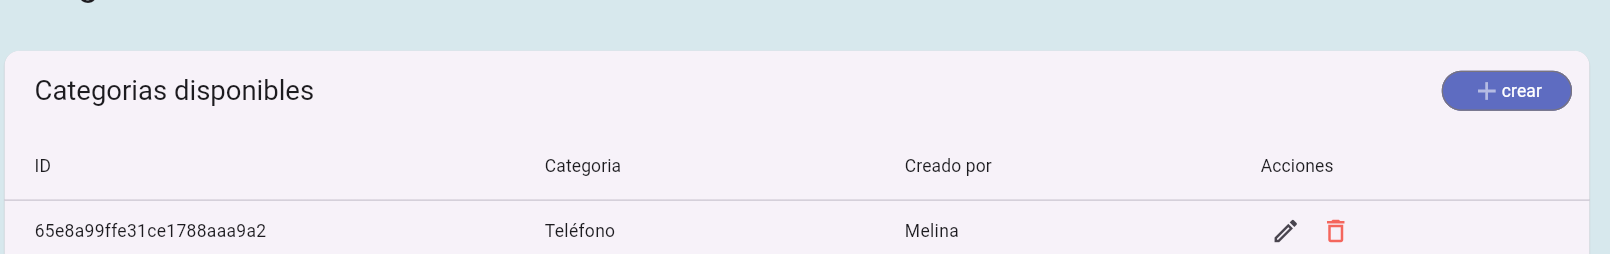 Categorias disponibles
crear
ID Categoria Creado por Acciones
65e8a99ffe31ce1788aaa9a2 Teléfono Melina